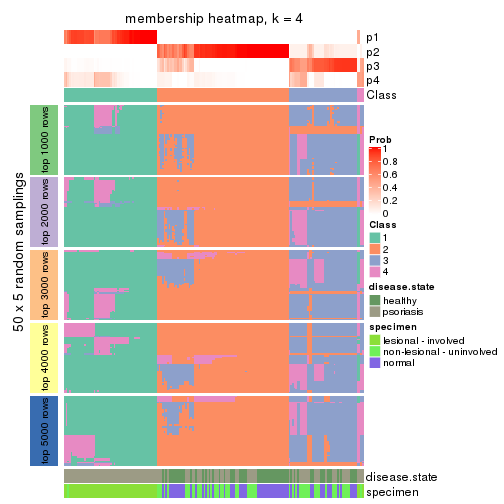 membership heatmap, k = 4
p1
p2
p3
p4
Class
50 x 5 random samplings
top 1000 rows
top 2000 rows
top 3000 rows
top 4000 rows
top 5000 rows
disease.state
specimen
Prob
1
0.8
0.6
0.4
0.2
0
Class
1
2
3
4
disease.state
healthy
psoriasis
specimen
lesional - involved
non-lesional - uninvolved
normal